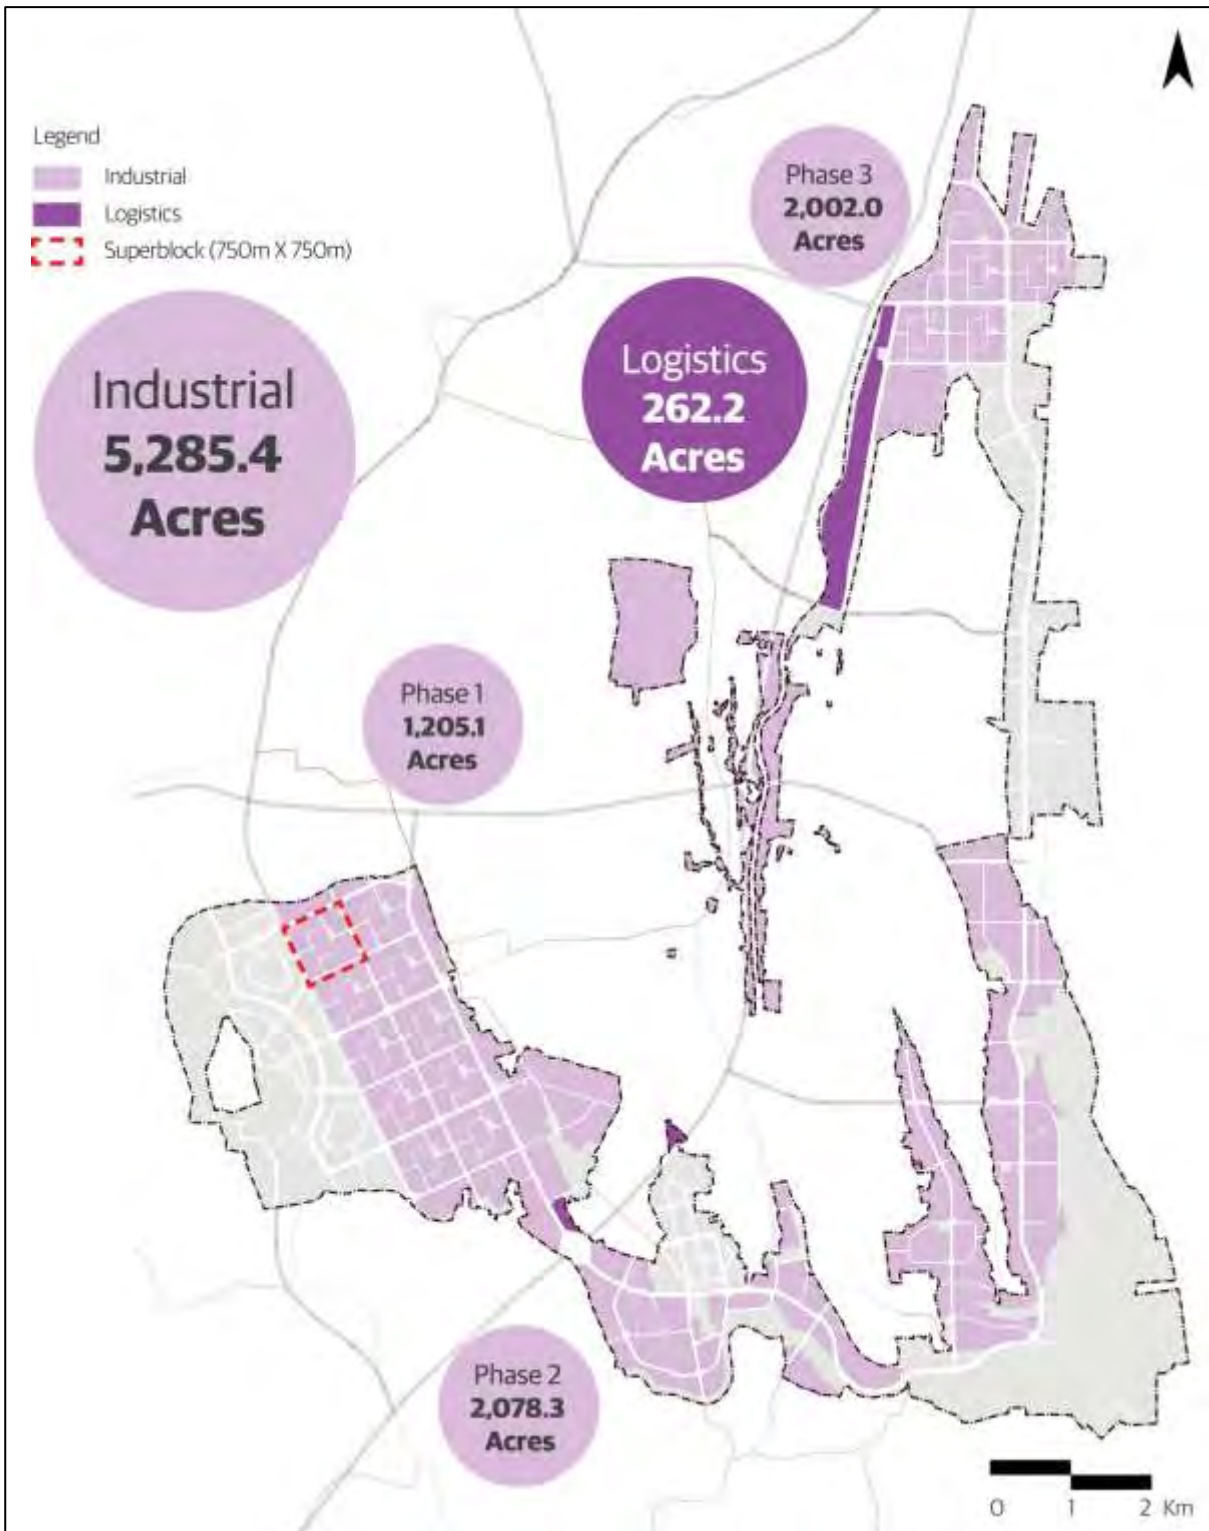 Legend
Industrial
Logistics
Superblock (750m X 750m)
Phase 3
2,002.0
Acres
Industrial
5,285.4
Acres
Logistics
262.2
Acres
Phase 1
1,205.1
Acres
Phase 2
2,078.3
Acres
0 1 2 Km